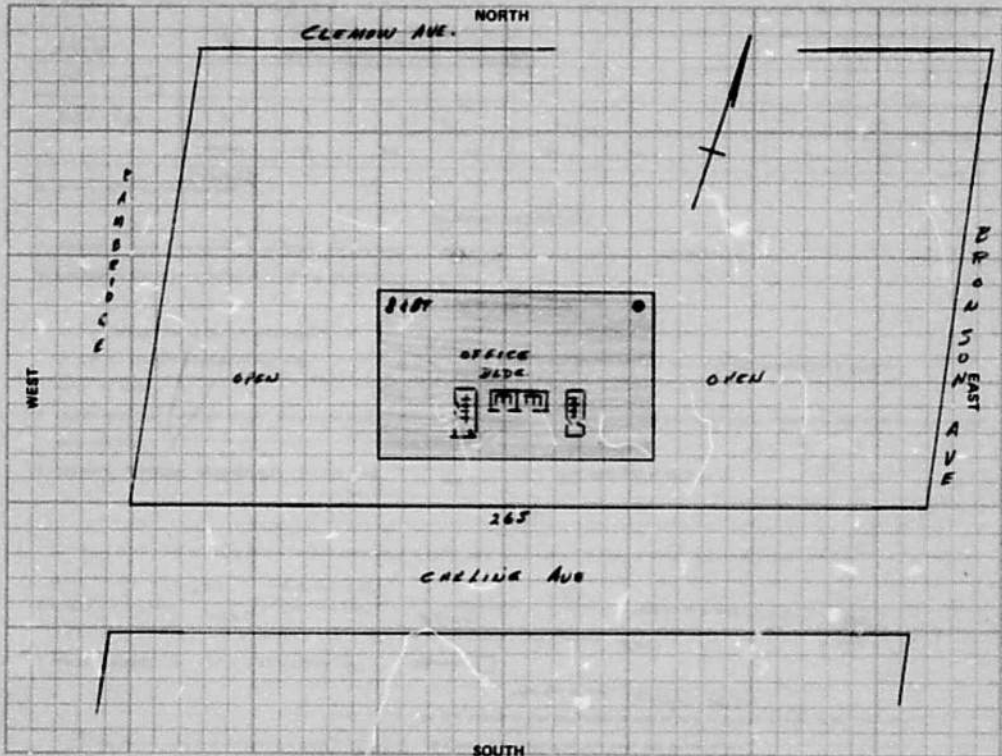 NORTH
CLEMOW AVE.
CAMBRIDGE
BRONSON AVE
WEST
EAST
OPEN
OFFICE
BLDG
OPEN
265
CARLING AVE
SOUTH